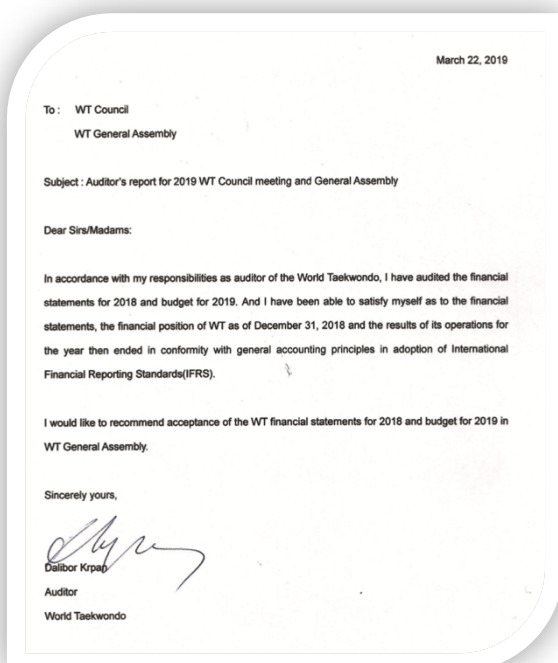 March 22, 2019
To : WT Council
WT General Assembly
Subject : Auditor's report for 2019 WT Council meeting and General Assembly
Dear Sirs/Madams:
In accordance with my responsibilities as auditor of the World Taekwondo, I have audited the financial
statements for 2018 and budget for 2019. And I have been able to satisfy myself as to the financial
statements, the financial position of WT as of December 31, 2018 and the results of its operations for
the year then ended in conformity with general accounting principles in adoption of International
Financial Reporting Standards(IFRS).
I would like to recommend acceptance of the WT financial statements for 2018 and budget for 2019 in
WT General Assembly.
Sincerely yours,
Dalibor
Auditor
World Taekwondo